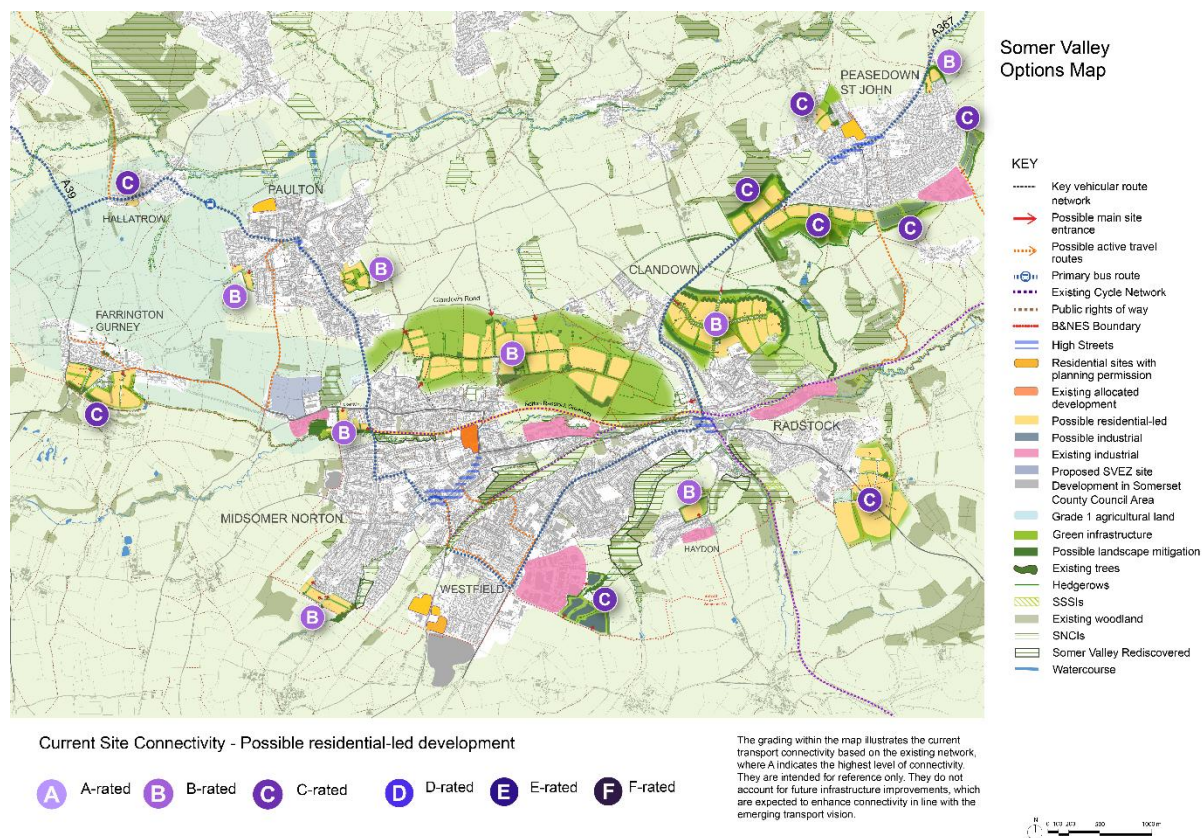 A367
B
PEASEDOWN
ST JOHN
C
C
C
A39
C
HALLATROW
PAULTON
C
C
B
B
CLANDOWN
FARRINGTON
GURNEY
B
B
C
B
RADSTOCK
B
C
MIDSOMER NORTON
HAYDON
WESTFIELD
C
B
Somer Valley
Options Map
KEY
Key vehicular route
network
Possible main site
entrance
Possible active travel
routes
Primary bus route
Existing Cycle Network
Public rights of way
B&NES Boundary
High Streets
Residential sites with
planning permission
Existing allocated
development
Possible residential-led
Possible industrial
Existing industrial
Proposed SVEZ site
Development in Somerset
County Council Area
Grade 1 agricultural land
Green infrastructure
Possible landscape mitigation
Existing trees
Hedgerows
SSSIs
Existing woodland
SNCIs
Somer Valley Rediscovered
Watercourse
Current Site Connectivity - Possible residential-led development
A A-rated B B-rated C C-rated D D-rated E E-rated F F-rated
The grading within the map illustrates the current
transport connectivity based on the existing network,
where A indicates the highest level of connectivity.
They are intended for reference only. They do not
account for future infrastructure improvements, which
are expected to enhance connectivity in line with the
emerging transport vision.
N
0 100 200 500 1000 m